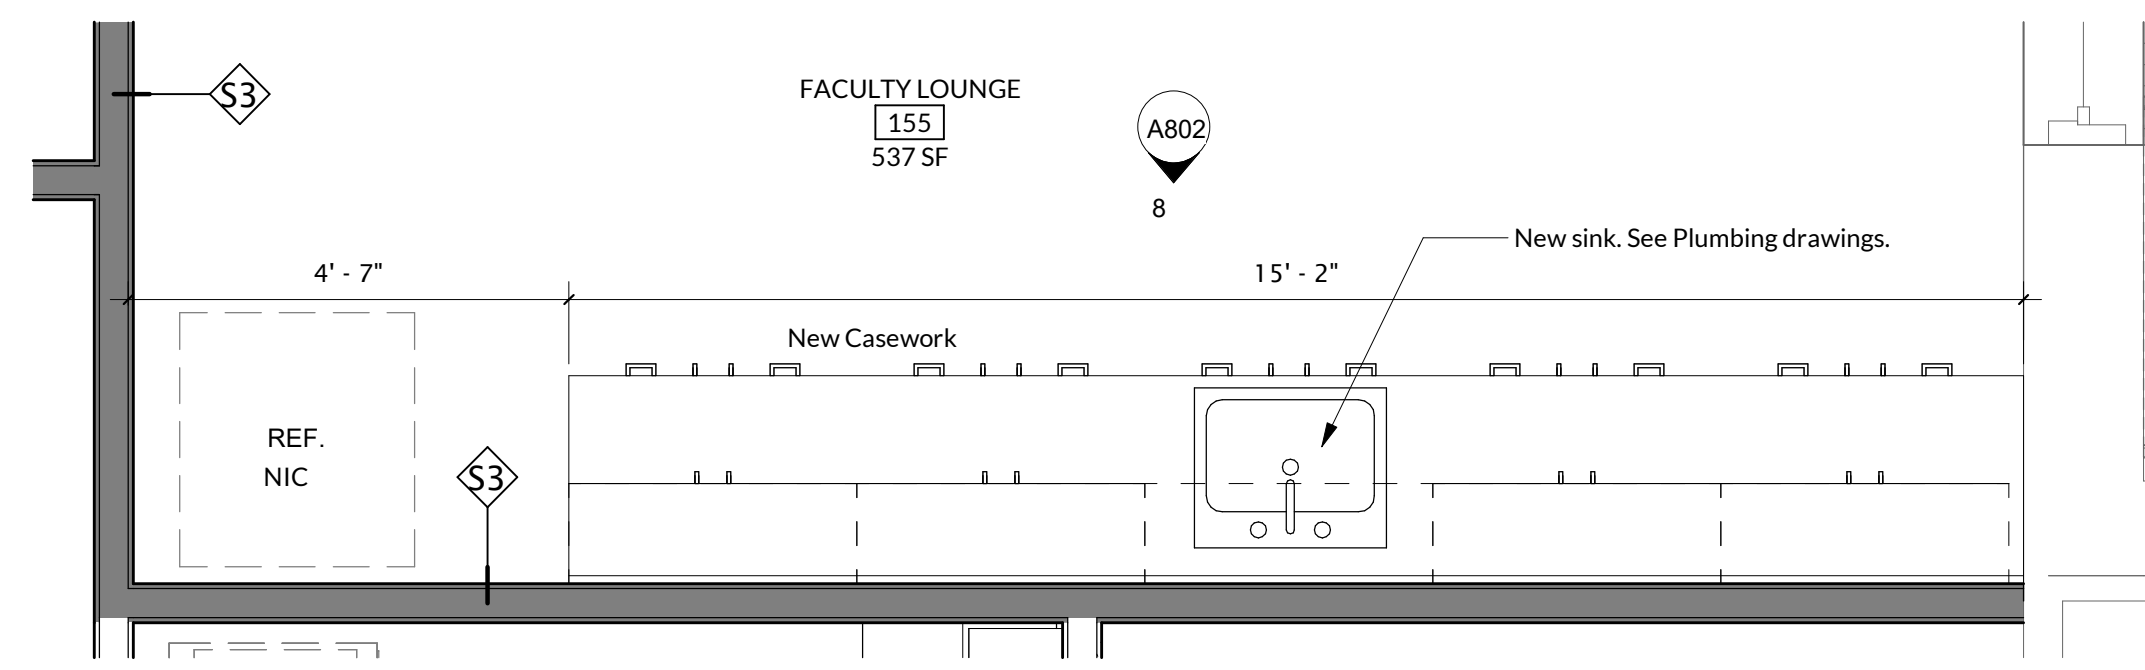 S3
FACULTY LOUNGE
155
537 SF
A802
8
New sink. See Plumbing drawings.
4' - 7"
15' - 2"
New Casework
REF.
NIC
S3